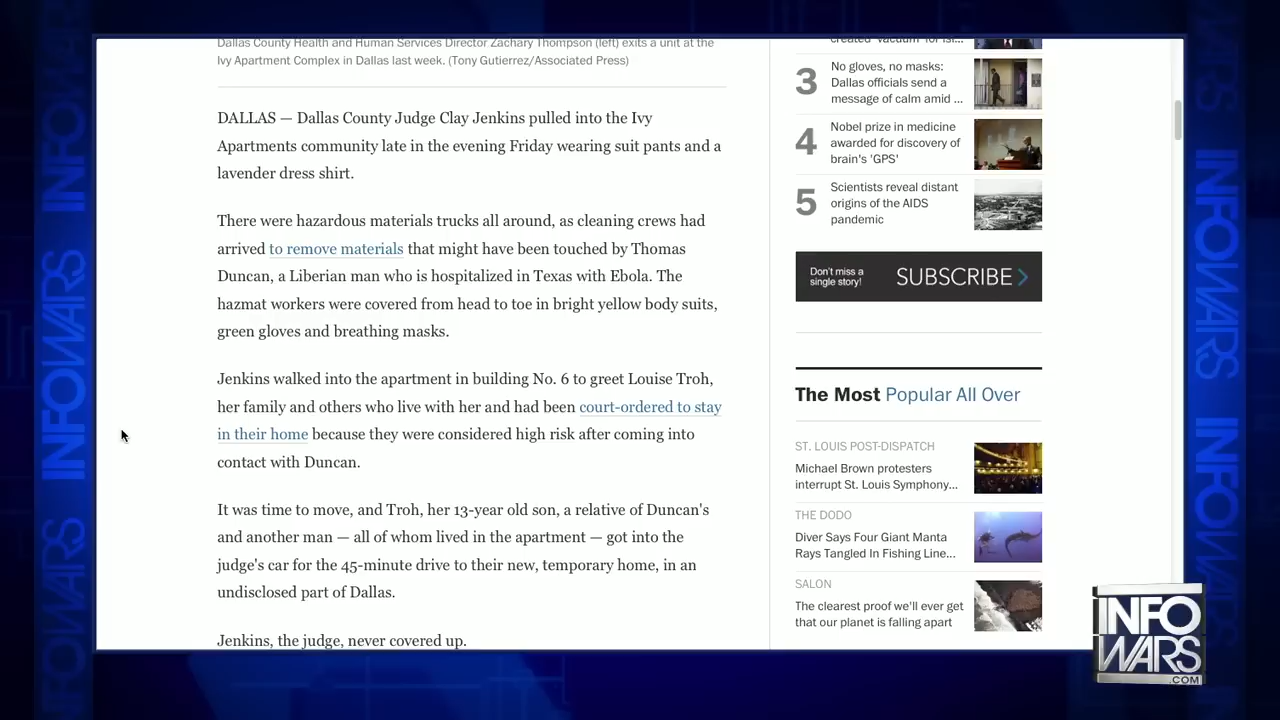 Dallas County Health and Human Services Director Zachary Thompson (left) exits a unit at the
Ivy Apartment Complex in Dallas last week. (Tony Gutierrez/Associated Press)
DALLAS — Dallas County Judge Clay Jenkins pulled into the Ivy
Apartments community late in the evening Friday wearing suit pants and a
lavender dress shirt.
There were hazardous materials trucks all around, as cleaning crews had
arrived to remove materials that might have been touched by Thomas
Duncan, a Liberian man who is hospitalized in Texas with Ebola. The
hazmat workers were covered from head to toe in bright yellow body suits,
green gloves and breathing masks.
Jenkins walked into the apartment in building No. 6 to greet Louise Troh,
her family and others who live with her and had been court-ordered to stay
in their home because they were considered high risk after coming into
contact with Duncan.
It was time to move, and Troh, her 13-year old son, a relative of Duncan's
and another man — all of whom lived in the apartment — got into the
judge's car for the 45-minute drive to their new, temporary home, in an
undisclosed part of Dallas.
Jenkins, the judge, never covered up.
created 'vacuum' for Isl...
3
No gloves, no masks:
Dallas officials send a
message of calm amid ...
4
Nobel prize in medicine
awarded for discovery of
brain's 'GPS'
5
Scientists reveal distant
origins of the AIDS
pandemic
Don't miss a
single story!
SUBSCRIBE
The Most Popular All Over
ST. LOUIS POST-DISPATCH
Michael Brown protesters
interrupt St. Louis Symphony...
THE DODO
Diver Says Four Giant Manta
Rays Tangled In Fishing Line...
SALON
The clearest proof we'll ever get
that our planet is falling apart
INFOWARS
INFOWARS
INFOWARS
INFOWARS
INFO
WARS
.COM